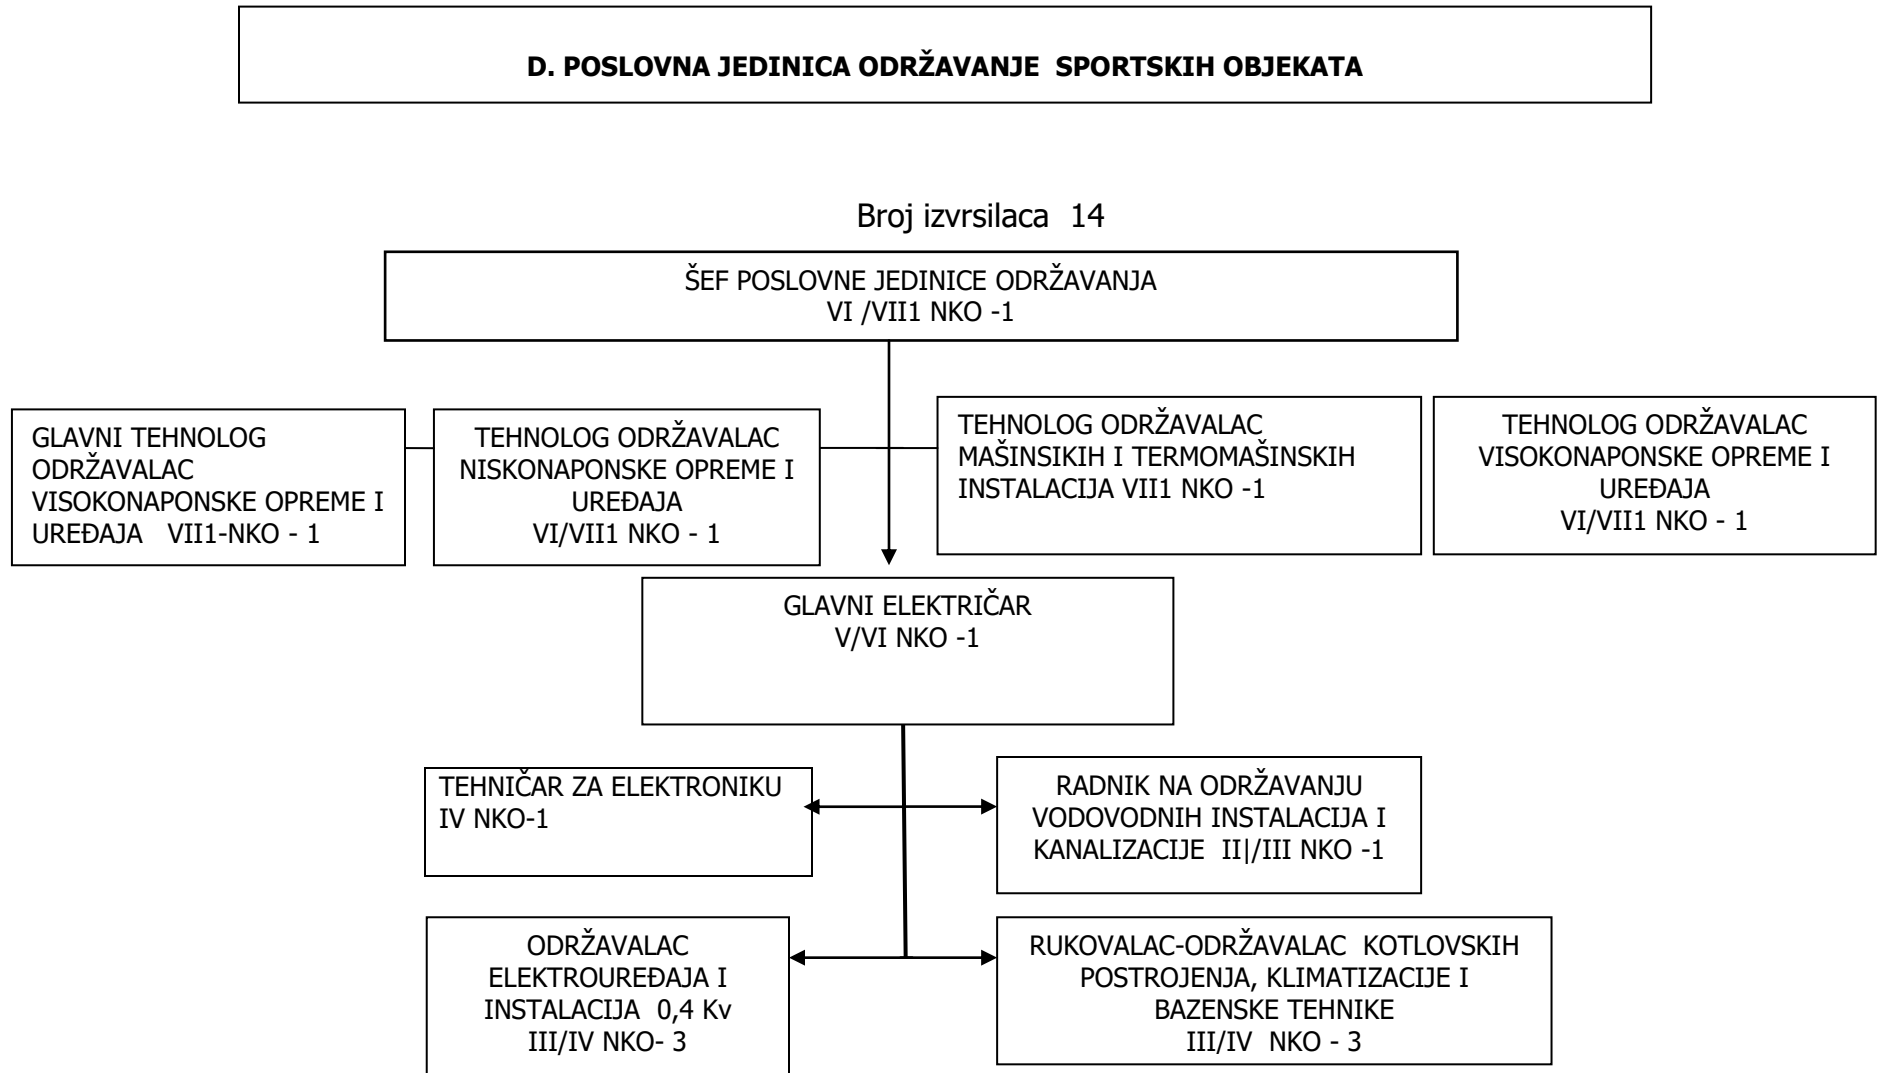 D. POSLOVNA JEDINICA ODRŽAVANJE SPORTSKIH OBJEKATA
Broj izvrsilaca 14
ŠEF POSLOVNE JEDINICE ODRŽAVANJA
VI /VII1 NKO -1
GLAVNI TEHNOLOG
ODRŽAVALAC
VISOKONAPONSKE OPREME I
UREĐAJA VII1-NKO - 1
TEHNOLOG ODRŽAVALAC
NISKONAPONSKE OPREME I
UREĐAJA
VI/VII1 NKO - 1
TEHNOLOG ODRŽAVALAC
MAŠINSIKIH I TERMOMAŠINSKIH
INSTALACIJA VII1 NKO -1
TEHNOLOG ODRŽAVALAC
VISOKONAPONSKE OPREME I
UREĐAJA
VI/VII1 NKO - 1
GLAVNI ELEKTRIČAR
V/VI NKO -1
TEHNIČAR ZA ELEKTRONIKU
IV NKO-1
RADNIK NA ODRŽAVANJU
VODOVODNIH INSTALACIJA I
KANALIZACIJE II|/III NKO -1
ODRŽAVALAC
ELEKTROUREĐAJA I
INSTALACIJA 0,4 Kv
III/IV NKO- 3
RUKOVALAC-ODRŽAVALAC KOTLOVSKIH
POSTROJENJA, KLIMATIZACIJE I
BAZENSKE TEHNIKE
III/IV NKO - 3